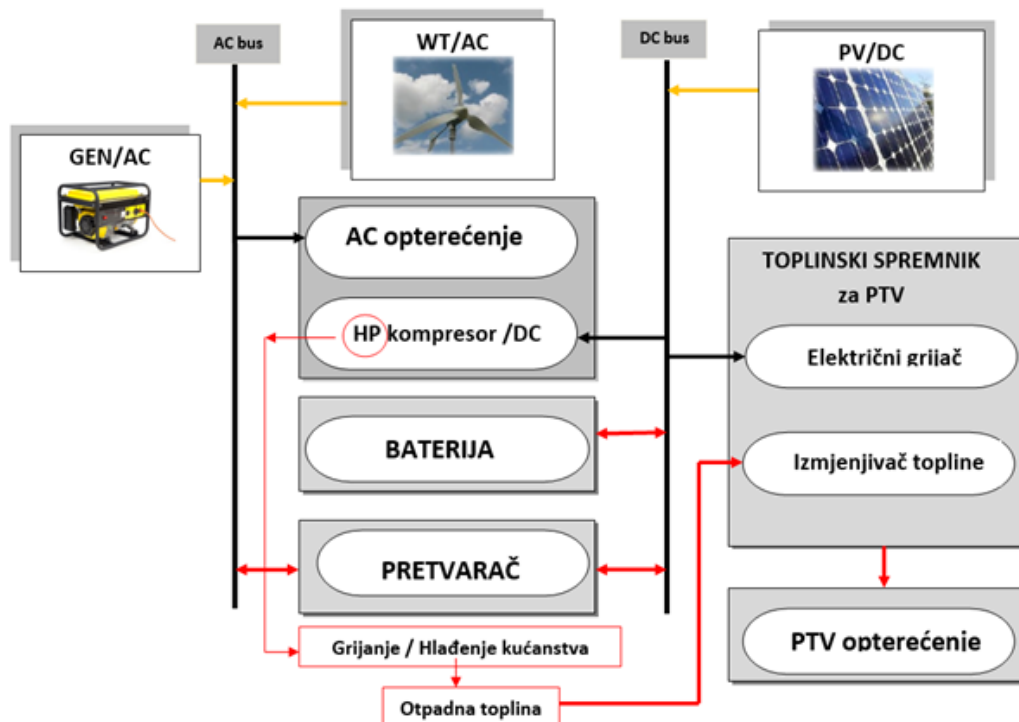 AC bus
WT/AC
DC bus
PV/DC
GEN/AC
AC opterećenje
HP kompresor /DC
TOPLINSKI SPREMNIK
za PTV
Električni grijač
Izmjenjivač topline
BATERIJA
PRETVARAČ
PTV opterećenje
Grijanje / Hlađenje kućanstva
Otpadna toplina